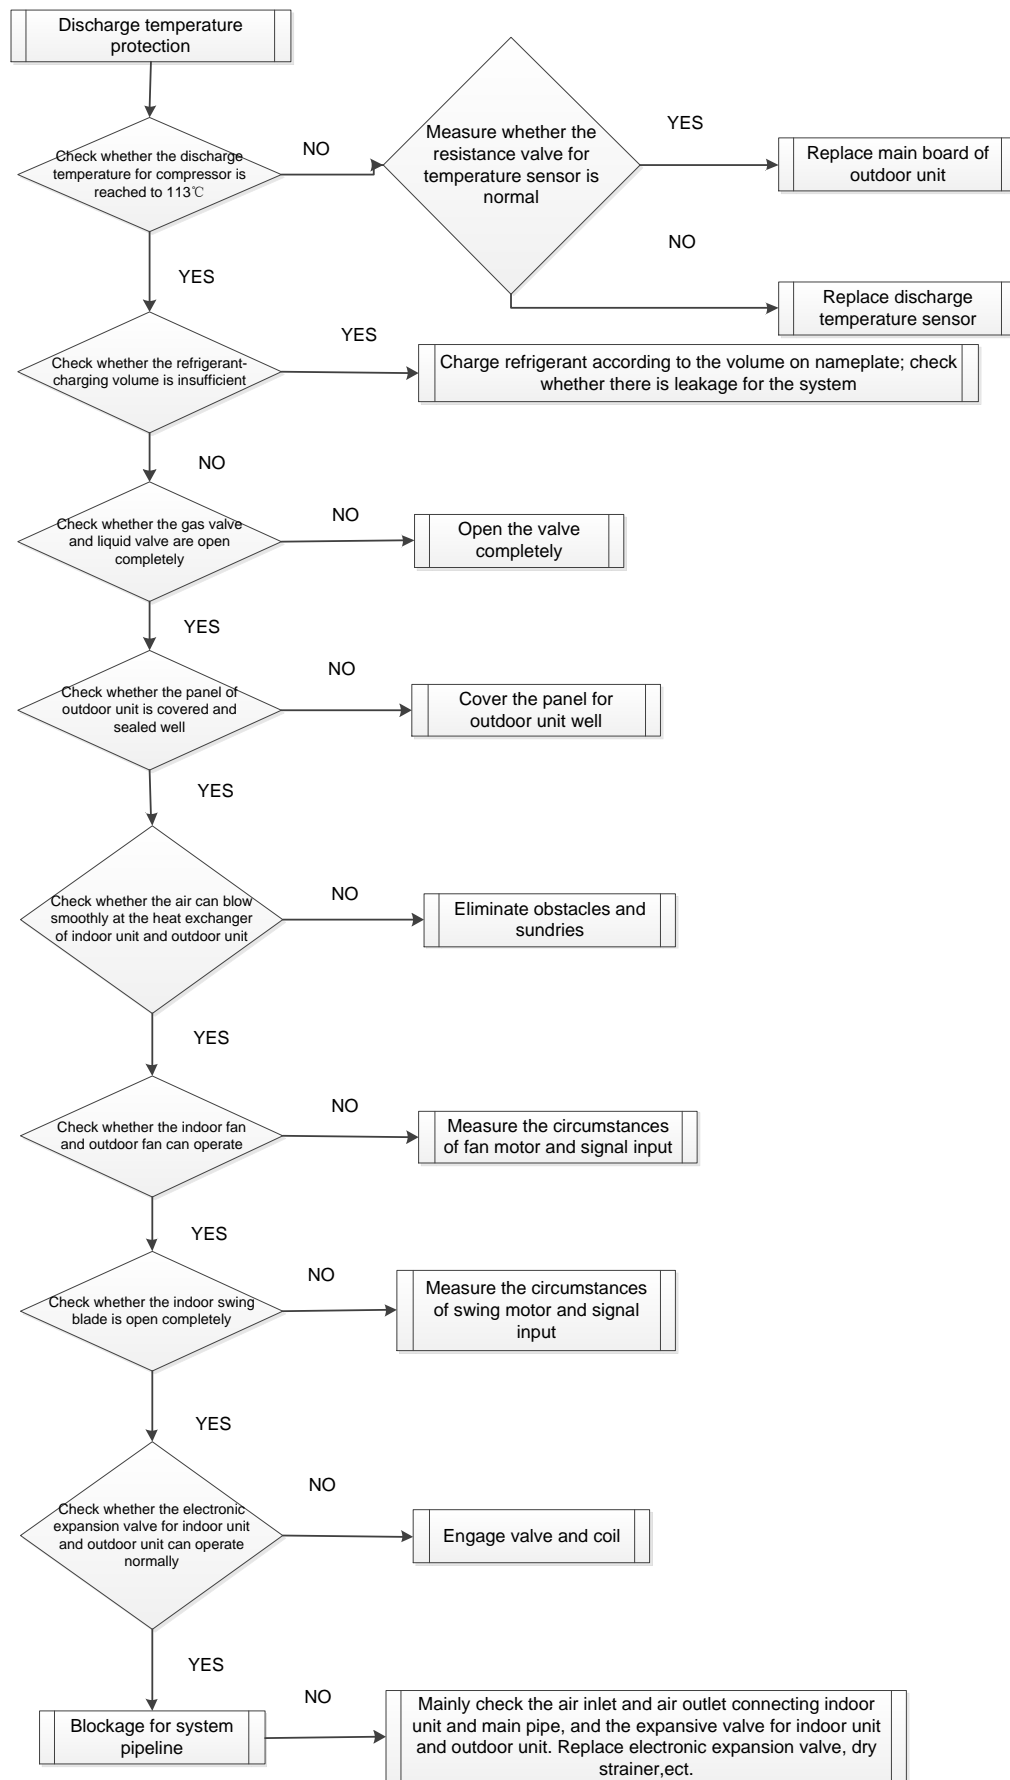 Discharge temperature
protection
Check whether the discharge
temperature for compressor is
reached to 113℃
NO
Measure whether the
resistance valve for
temperature sensor is
normal
YES
Replace main board of
outdoor unit
NO
Replace discharge
temperature sensor
YES
Check whether the refrigerant-
charging volume is insufficient
YES
Charge refrigerant according to the volume on nameplate; check
whether there is leakage for the system
NO
Check whether the gas valve
and liquid valve are open
completely
NO
Open the valve
completely
YES
Check whether the panel of
outdoor unit is covered and
sealed well
NO
Cover the panel for
outdoor unit well
YES
Check whether the air can blow
smoothly at the heat exchanger
of indoor unit and outdoor unit
NO
Eliminate obstacles and
sundries
YES
Check whether the indoor fan
and outdoor fan can operate
NO
Measure the circumstances
of fan motor and signal input
YES
Check whether the indoor swing
blade is open completely
NO
Measure the circumstances
of swing motor and signal
input
YES
Check whether the electronic
expansion valve for indoor unit
and outdoor unit can operate
normally
NO
Engage valve and coil
YES
Blockage for system
pipeline
NO
Mainly check the air inlet and air outlet connecting indoor
unit and main pipe, and the expansive valve for indoor unit
and outdoor unit. Replace electronic expansion valve, dry
strainer,ect.